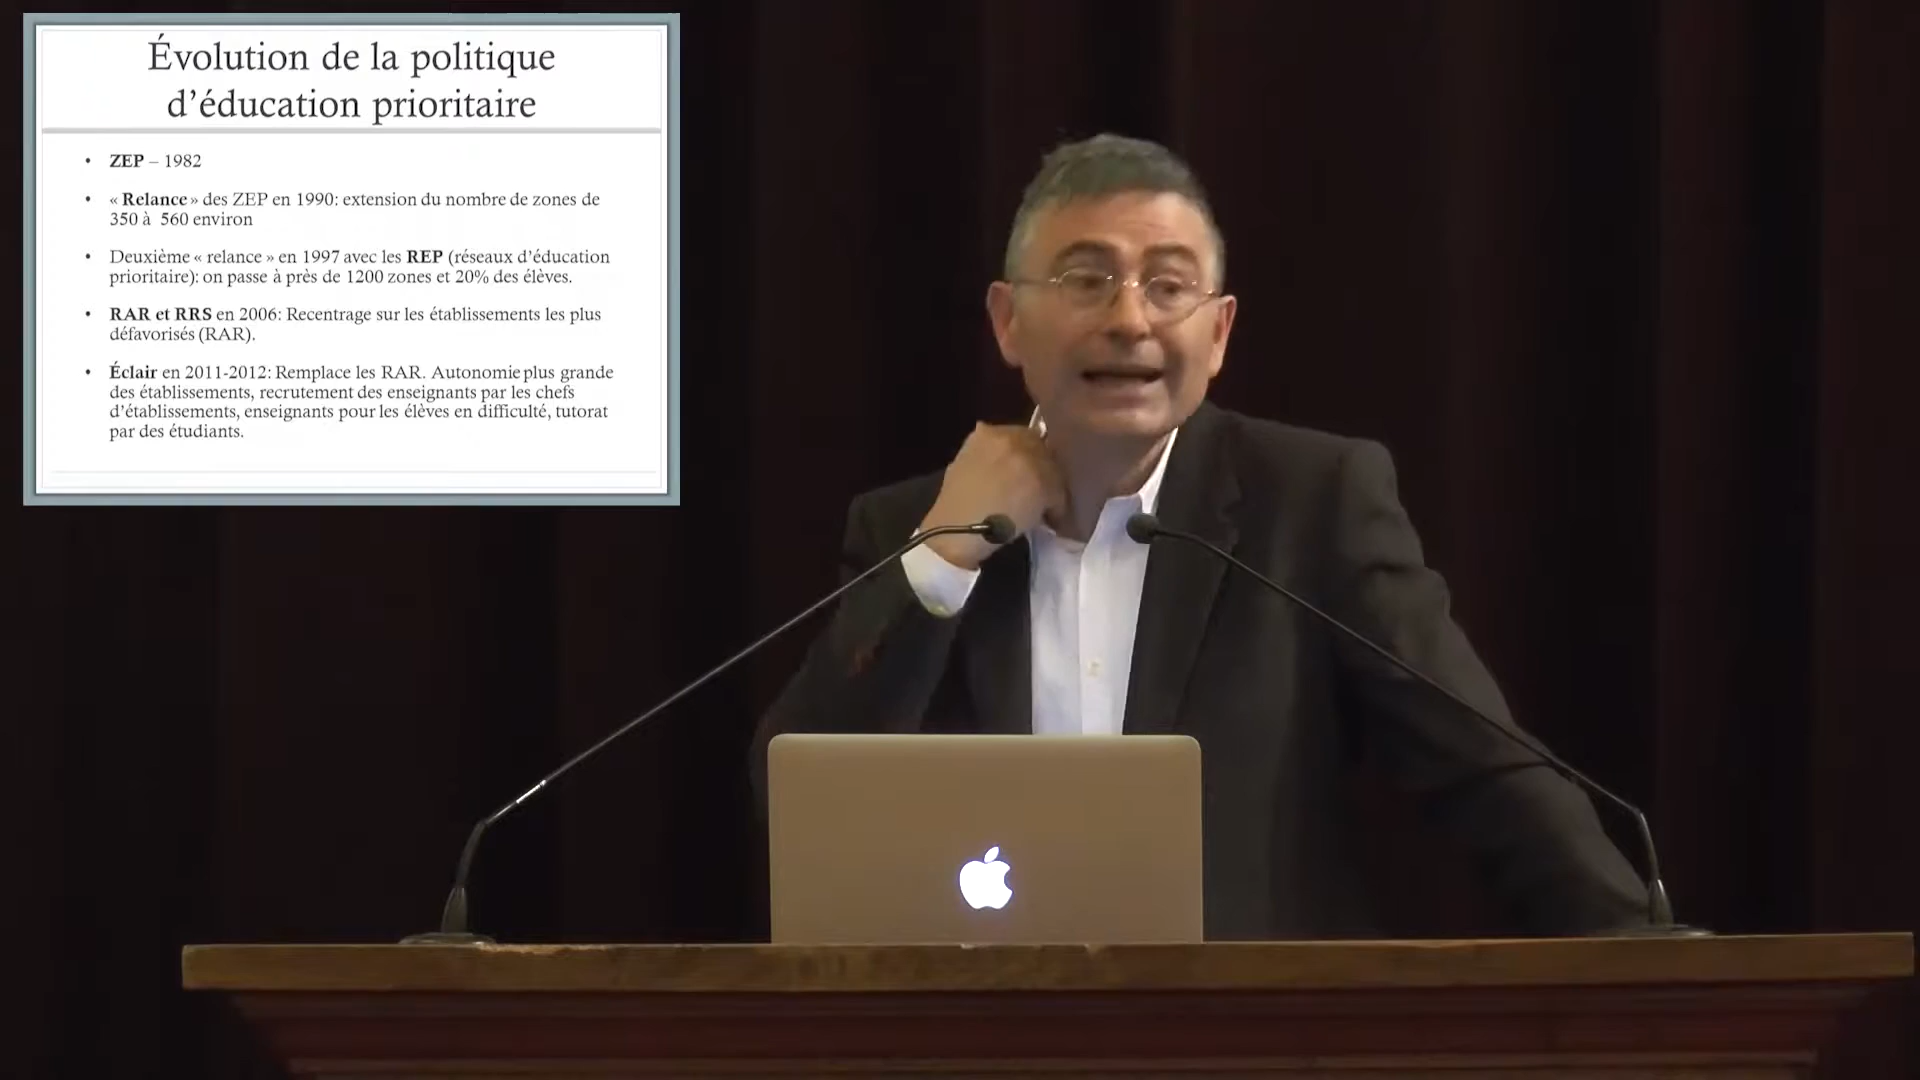 Évolution de la politique
d’éducation prioritaire
• ZEP – 1982
• « Relance » des ZEP en 1990: extension du nombre de zones de
350 à 560 environ
• Deuxième « relance » en 1997 avec les REP (réseaux d’éducation
prioritaire): on passe à près de 1200 zones et 20% des élèves.
• RAR et RRS en 2006: Recentrage sur les établissements les plus
défavorisés (RAR).
• Éclair en 2011-2012: Remplace les RAR. Autonomie plus grande
des établissements, recrutement des enseignants par les chefs
d’établissements, enseignants pour les élèves en difficulté, tutorat
par des étudiants.